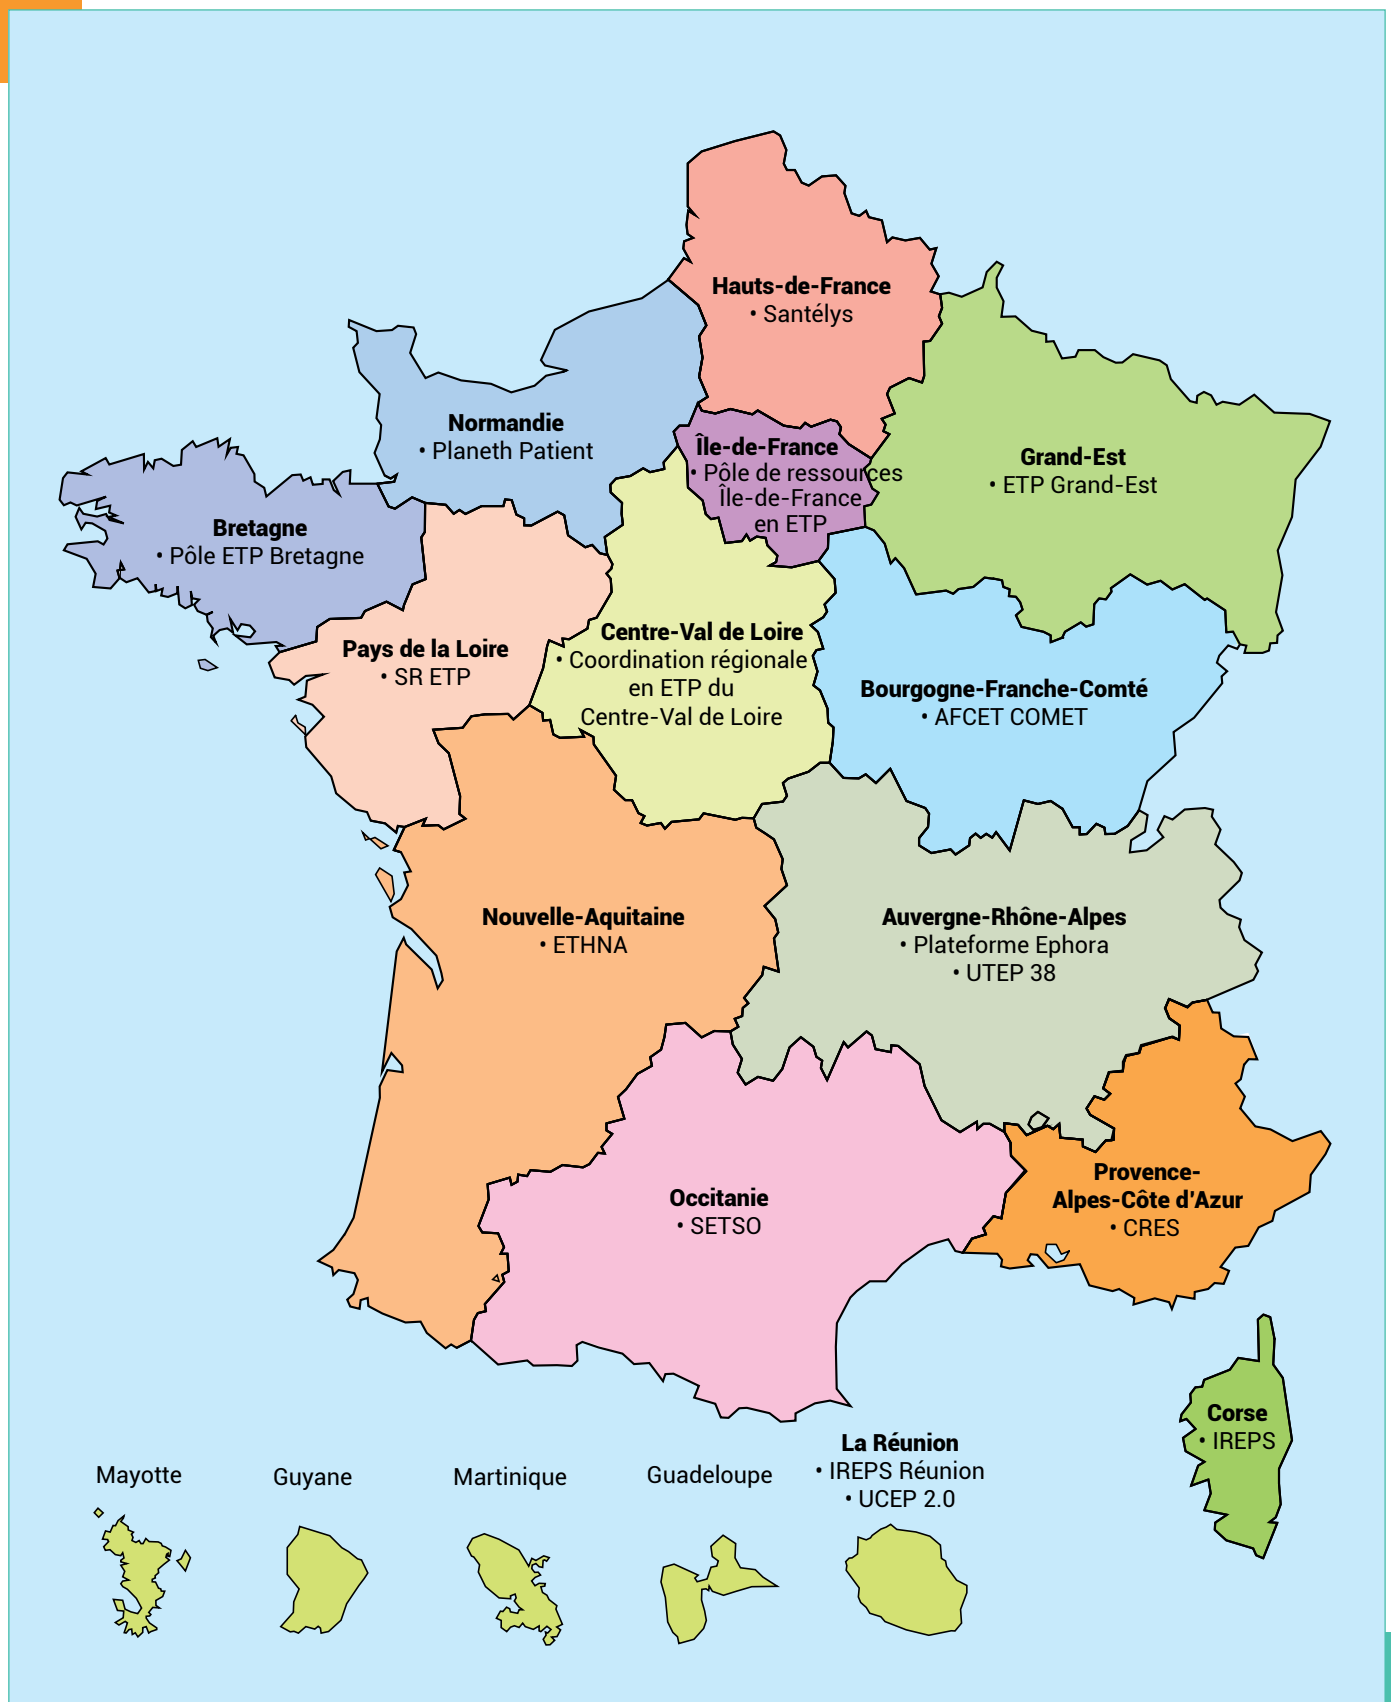 Hauts-de-France
• Santélys
Normandie
• Planeth Patient
Île-de-France
• Pôle de ressources
Île-de-France
en ETP
Grand-Est
• ETP Grand-Est
Bretagne
• Pôle ETP Bretagne
Pays de la Loire
• SR ETP
Centre-Val de Loire
• Coordination régionale
en ETP du
Centre-Val de Loire
Bourgogne-Franche-Comté
• AFCET COMET
Nouvelle-Aquitaine
• ETHNA
Auvergne-Rhône-Alpes
• Plateforme Ephora
• UTEP 38
Occitanie
• SETSO
Provence-
Alpes-Côte d'Azur
• CRES
Corse
• IREPS
Mayotte
Guyane
Martinique
Guadeloupe
La Réunion
• IREPS Réunion
• UCEP 2.0